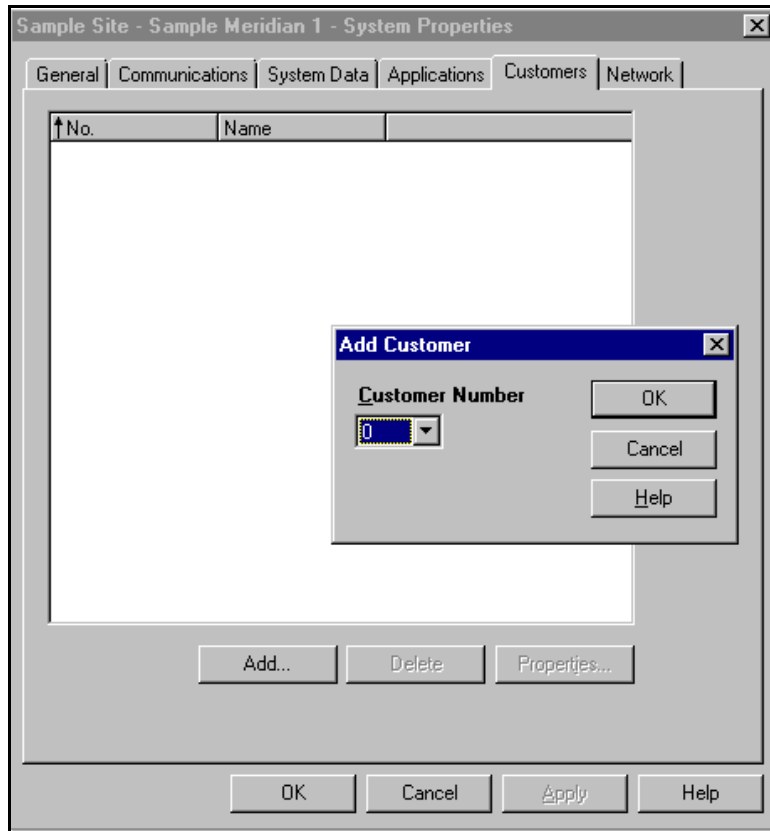 Sample Site - Sample Meridian 1 - System Properties
General Communications System Data Applications Customers Network
No. Name
Add Customer
Customer Number OK
0
Cancel
Help
Add... Delete Properties...
OK Cancel Apply Help